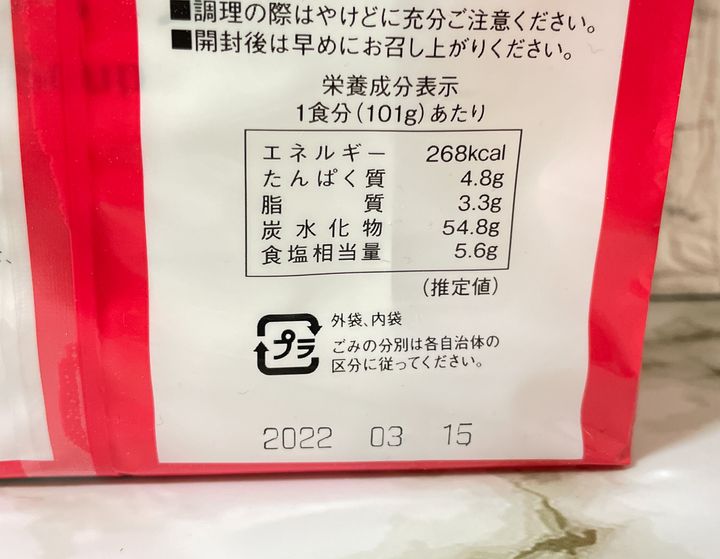 ■調理の際はやけどに充分ご注意ください。
■開封後は早めにお召し上がりください。
栄養成分表示
1食分(101g)あたり
エネルギー 268kcal
たんぱく質 4.8g
脂質 3.3g
炭水化物 54.8g
食塩相当量 5.6g
(推定値)
プラ
外袋、内袋
ごみの分別は各自治体の
区分に従ってください。
2022 03 15